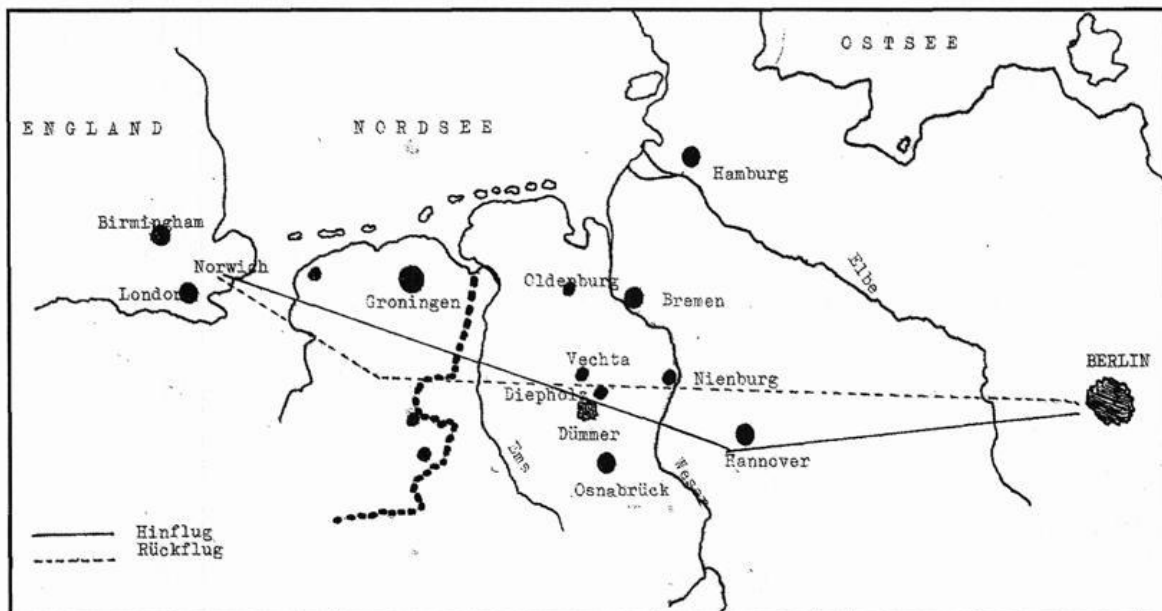 OSTSEE
ENGLAND
NORDSEE
Hamburg
Birmingham
Norwich
London
Groningen
Oldenburg
Bremen
Elbe
Vechta
Nienburg
BERLIN
Diepholz
Dümmer
Hannover
Ems
Weser
Osnabrück
Hinflug
Rückflug